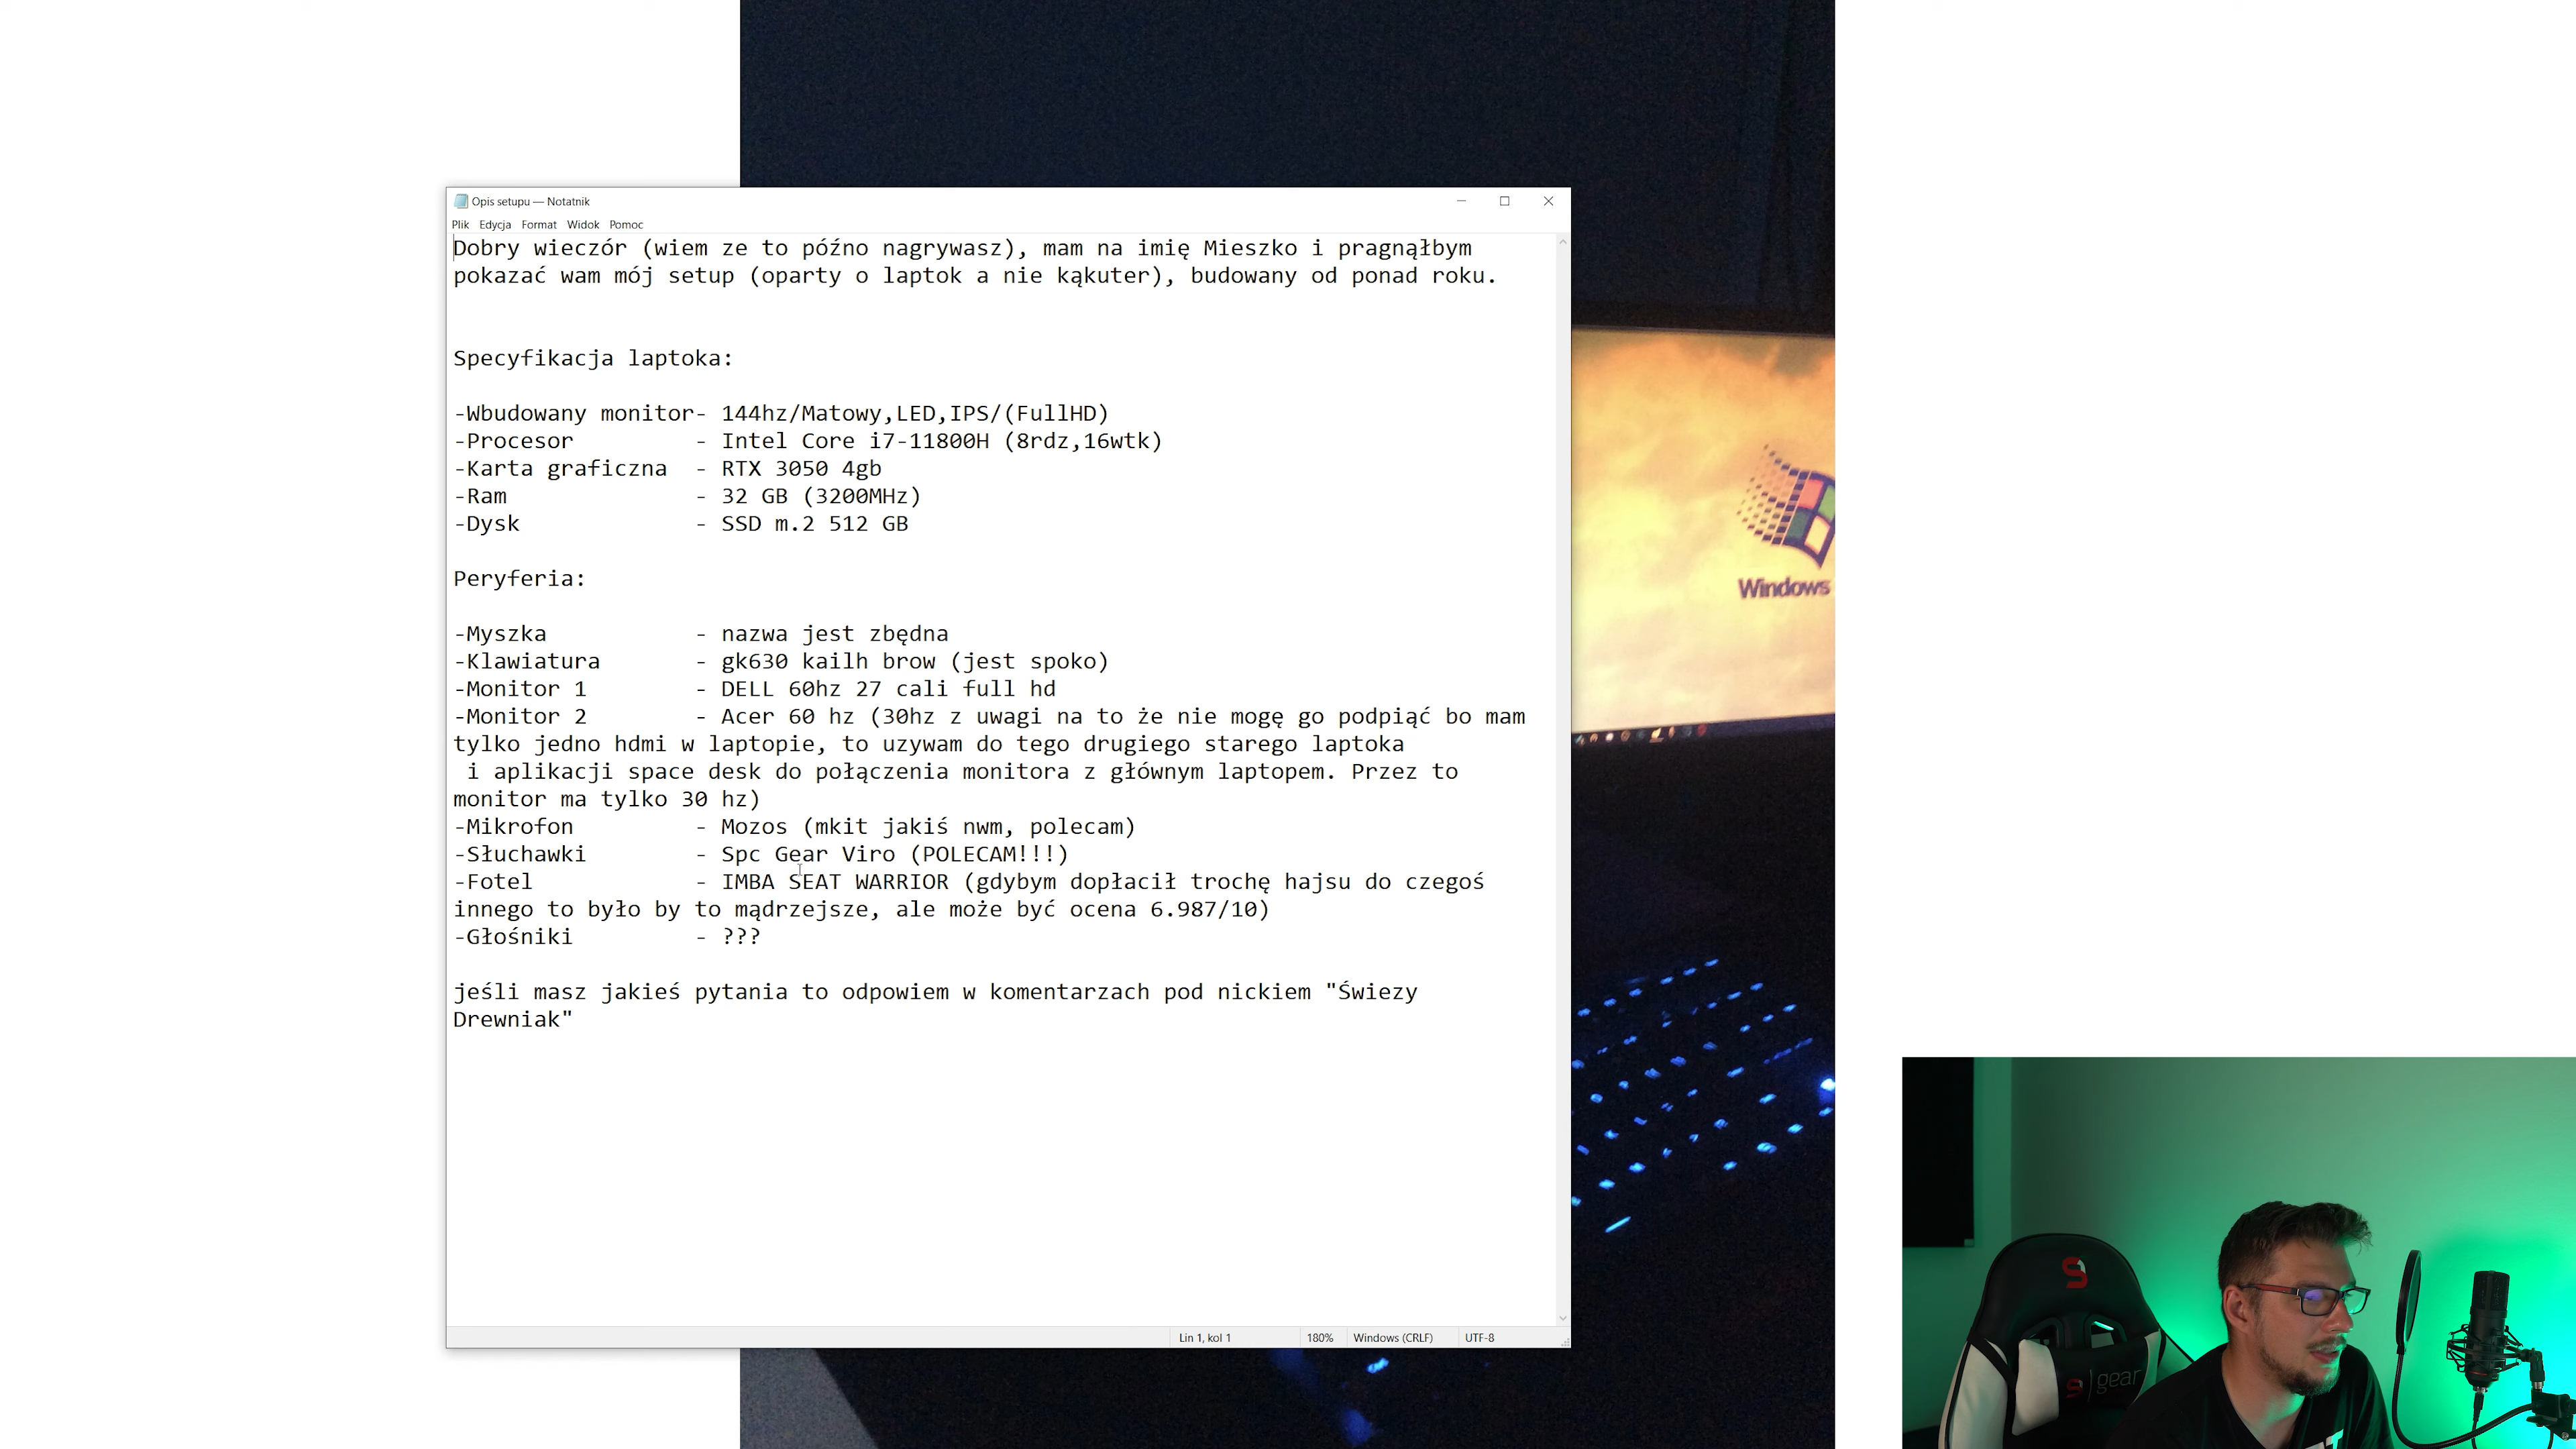 Opis setupu — Notatnik
Plik Edycja Format Widok Pomoc
Dobry wieczór (wiem ze to późno nagrywasz), mam na imię Mieszko i pragnąłbym
pokazać wam mój setup (oparty o laptok a nie kąkuter), budowany od ponad roku.
Specyfikacja laptoka:
-Wbudowany monitor- 144hz/Matowy,LED,IPS/(FullHD)
-Procesor - Intel Core i7-11800H (8rdz,16wtk)
-Karta graficzna - RTX 3050 4gb
-Ram - 32 GB (3200MHz)
-Dysk - SSD m.2 512 GB
Peryferia:
-Myszka - nazwa jest zbędna
-Klawiatura - gk630 kailh brow (jest spoko)
-Monitor 1 - DELL 60hz 27 cali full hd
-Monitor 2 - Acer 60 hz (30hz z uwagi na to że nie mogę go podpiąć bo mam
tylko jedno hdmi w laptopie, to uzywam do tego drugiego starego laptoka
i aplikacji space desk do połączenia monitora z głównym laptopem. Przez to
monitor ma tylko 30 hz)
-Mikrofon - Mozos (mkit jakiś nwm, polecam)
-Słuchawki - Spc Gear Viro (POLECAM!!!)
-Fotel - IMBA SEAT WARRIOR (gdybym dopłacił trochę hajsu do czegoś
innego to było by to mądrzejsze, ale może być ocena 6.987/10)
-Głośniki - ???
jeśli masz jakieś pytania to odpowiem w komentarzach pod nickiem "Świezy
Drewniak"
Lin 1, kol 1 180% Windows (CRLF) UTF-8
Windows
gear